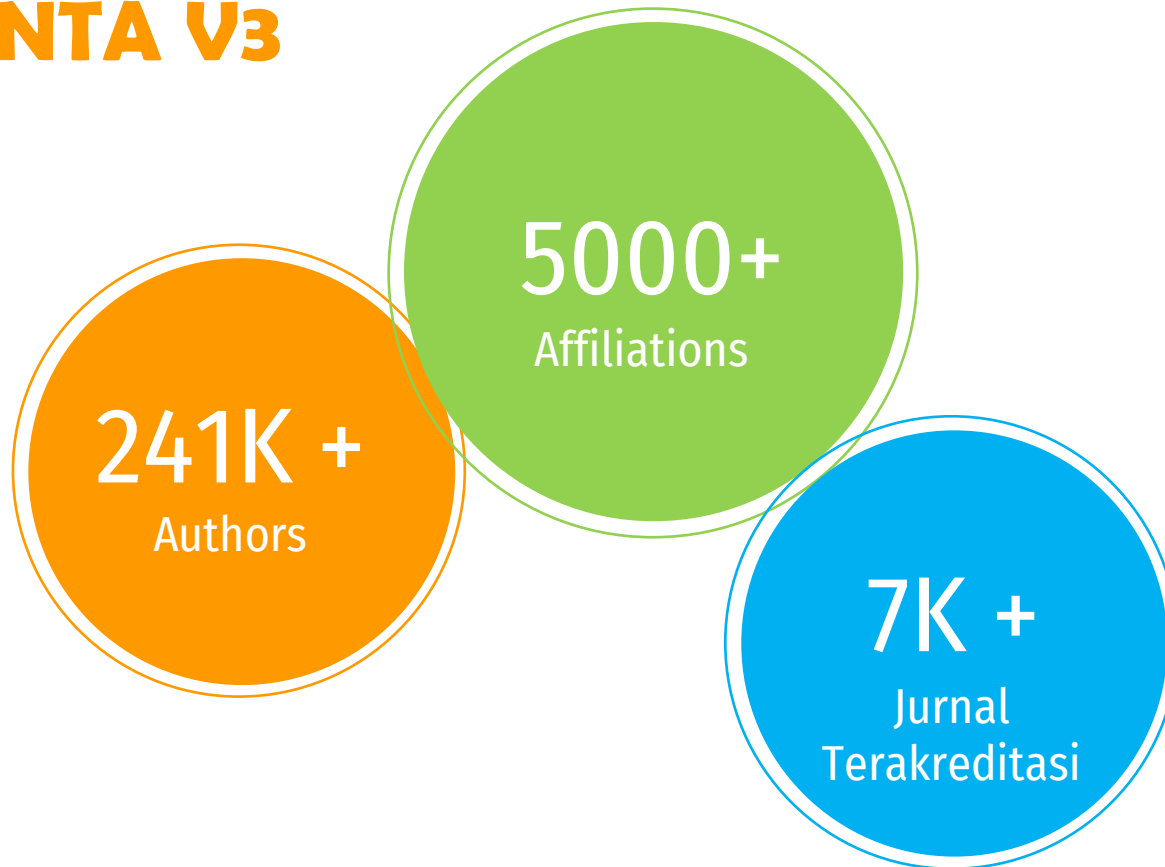 NTA V3
5000+
Affiliations
241K +
Authors
7K +
Jurnal
Terakreditasi